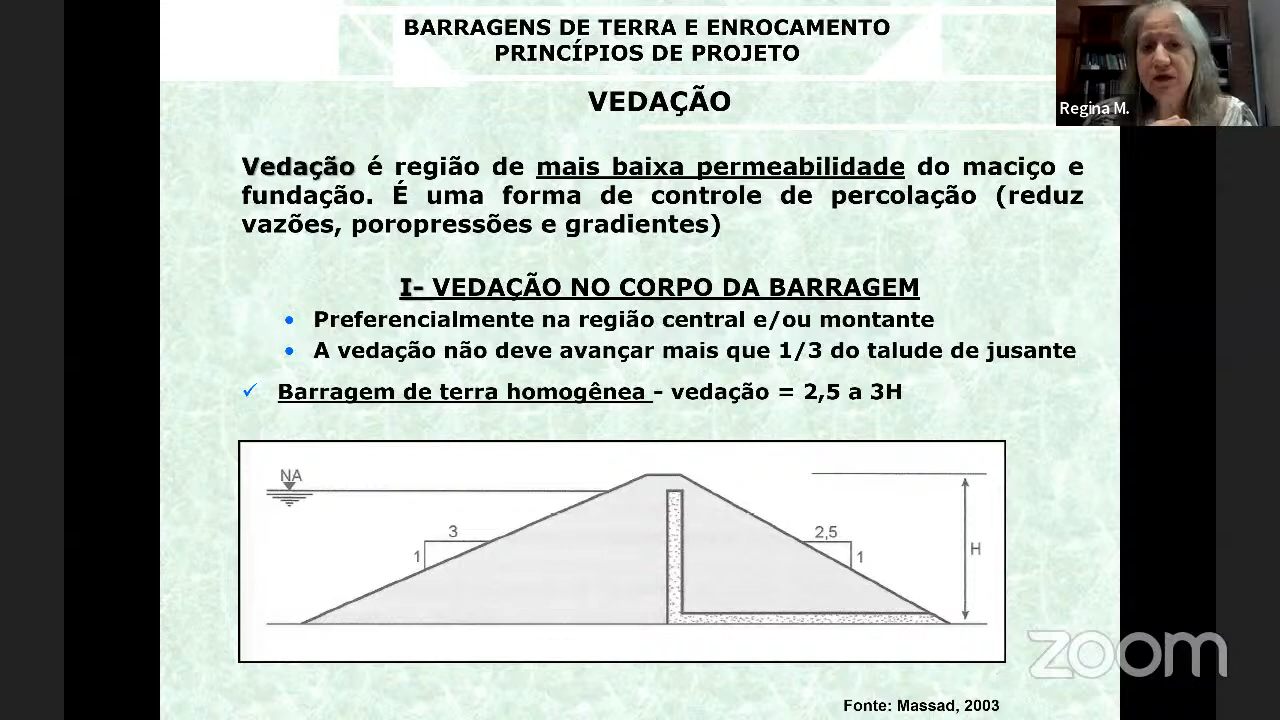 BARRAGENS DE TERRA E ENROCAMENTO
PRINCÍPIOS DE PROJETO
VEDAÇÃO
Regina M.
Vedação é região de mais baixa permeabilidade do maciço e
fundação. É uma forma de controle de percolação (reduz
vazões, poropressões e gradientes)
I- VEDAÇÃO NO CORPO DA BARRAGEM
• Preferencialmente na região central e/ou montante
• A vedação não deve avançar mais que 1/3 do talude de jusante
✓ Barragem de terra homogênea - vedação = 2,5 a 3H
NA
3
1
2,5
1
H
zoom
Fonte: Massad, 2003